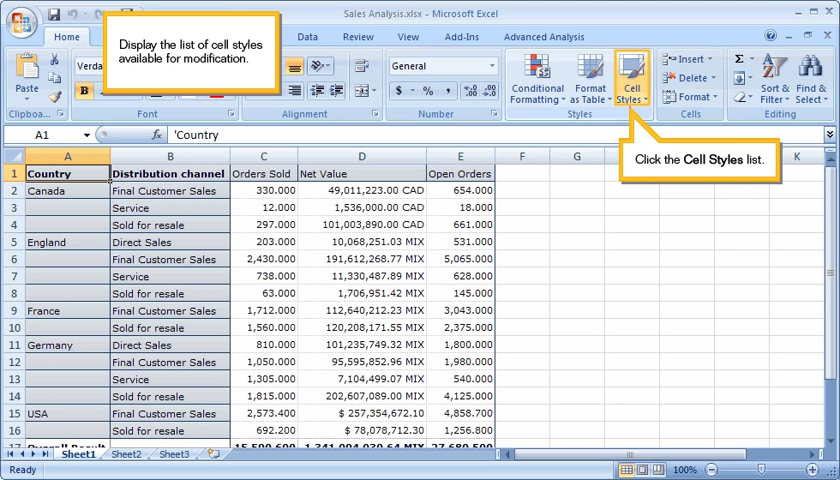 Sales Analysis.xlsx - Microsoft Excel
Home
Data
Review
View
Add-Ins
Advanced Analysis
Display the list of cell styles
available for modification.
Paste
Verda
B
General
$ % ,
Conditional
Formatting
Format
as Table
Cell
Styles
Insert
Delete
Format
Σ
Sort &
Filter
Find &
Select
Clipboa...
Font
Alignment
Number
Styles
Cells
Editing
A1
fx
'Country
Click the Cell Styles list.
A B C D E F G K
1 Country Distribution channel Orders Sold Net Value Open Orders
2 Canada Final Customer Sales 330.000 49,011,223.00 CAD 654.000
3 Service 12.000 1,536,000.00 CAD 18.000
4 Sold for resale 297.000 101,003,890.00 CAD 661.000
5 England Direct Sales 203.000 10,068,251.03 MIX 531.000
6 Final Customer Sales 2,430.000 191,612,268.77 MIX 5,065.000
7 Service 738.000 11,330,487.89 MIX 628.000
8 Sold for resale 63.000 1,706,951.42 MIX 145.000
9 France Final Customer Sales 1,712.000 112,640,212.23 MIX 3,043.000
10 Sold for resale 1,560.000 120,208,171.55 MIX 2,375.000
11 Germany Direct Sales 810.000 101,235,749.32 MIX 1,800.000
12 Final Customer Sales 1,050.000 95,595,852.96 MIX 1,980.000
13 Service 1,305.000 7,104,499.07 MIX 540.000
14 Sold for resale 1,815.000 202,607,089.00 MIX 4,125.000
15 USA Final Customer Sales 2,573.400 $ 257,354,672.10 4,858.700
16 Sold for resale 692.200 $ 78,078,712.30 1,256.800
17 Overall Result
Sheet1 Sheet2 Sheet3
Ready
100%